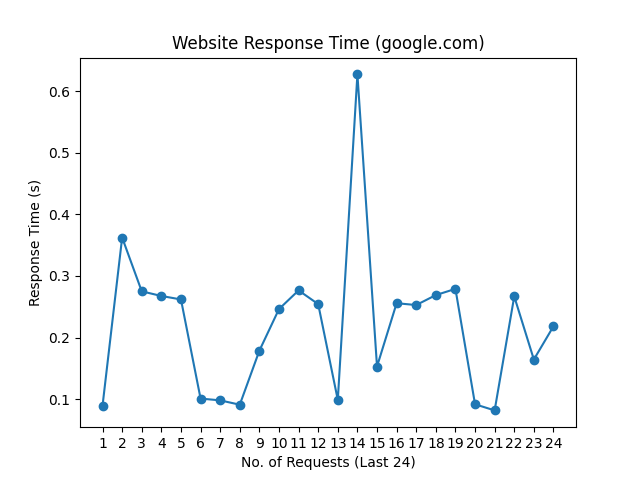 Website Response Time (google.com)
0.6
0.5
0.4
0.3
0.2
0.1
Response Time (s)
1 2 3 4 5 6 7 8 9 10 11 12 13 14 15 16 17 18 19 20 21 22 23 24
No. of Requests (Last 24)